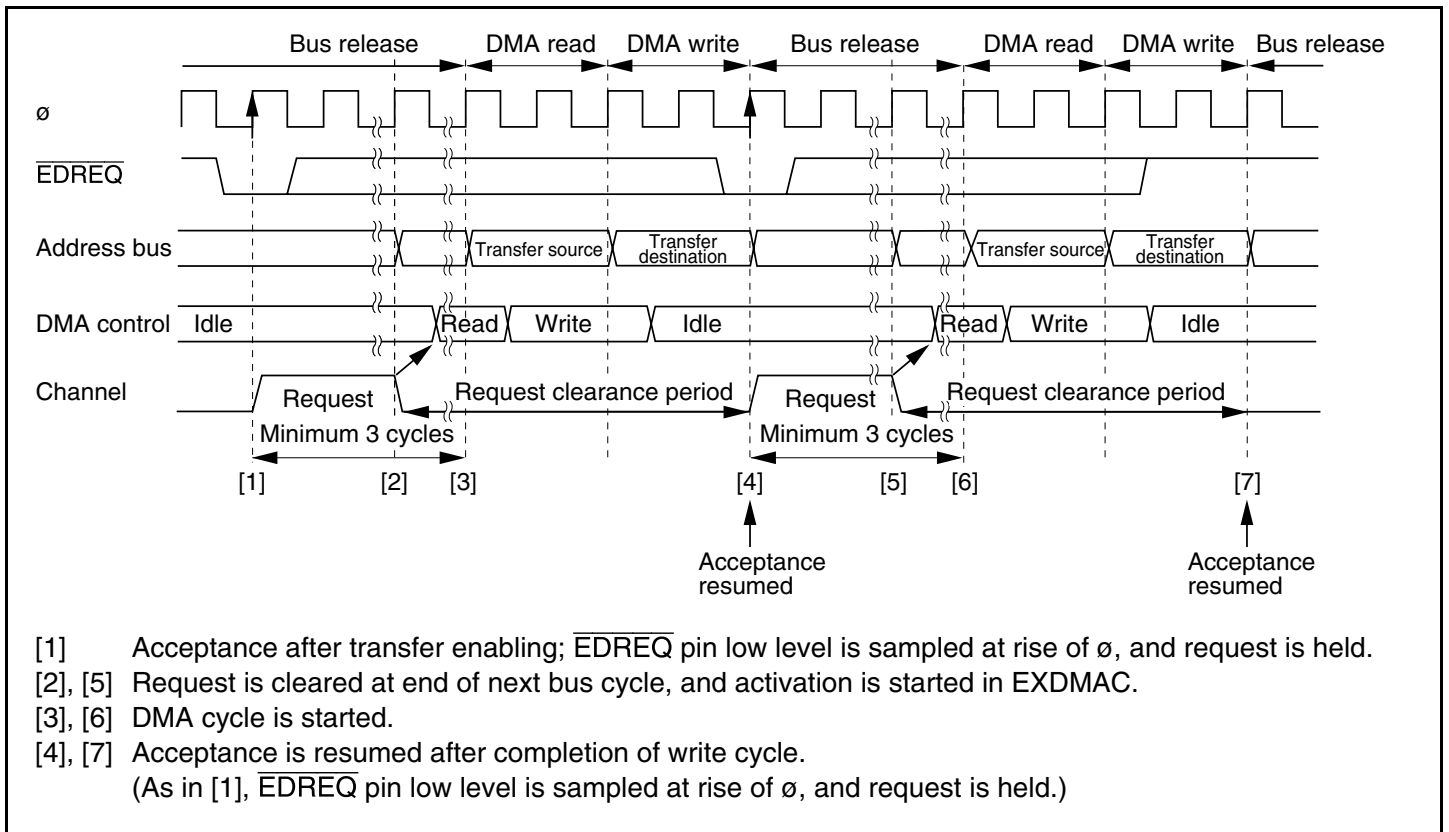 Bus release DMA read DMA write Bus release DMA read DMA write Bus release
ø
EDREQ
Address bus Transfer source Transfer destination Transfer source Transfer destination
DMA control Idle Read Write Idle Read Write Idle
Channel Request Request clearance period Request Request clearance period
Minimum 3 cycles Minimum 3 cycles
[1] [2] [3] [4] [5] [6] [7]
Acceptance resumed Acceptance resumed
[1] Acceptance after transfer enabling; EDREQ pin low level is sampled at rise of ø, and request is held.
[2], [5] Request is cleared at end of next bus cycle, and activation is started in EXDMAC.
[3], [6] DMA cycle is started.
[4], [7] Acceptance is resumed after completion of write cycle.
(As in [1], EDREQ pin low level is sampled at rise of ø, and request is held.)